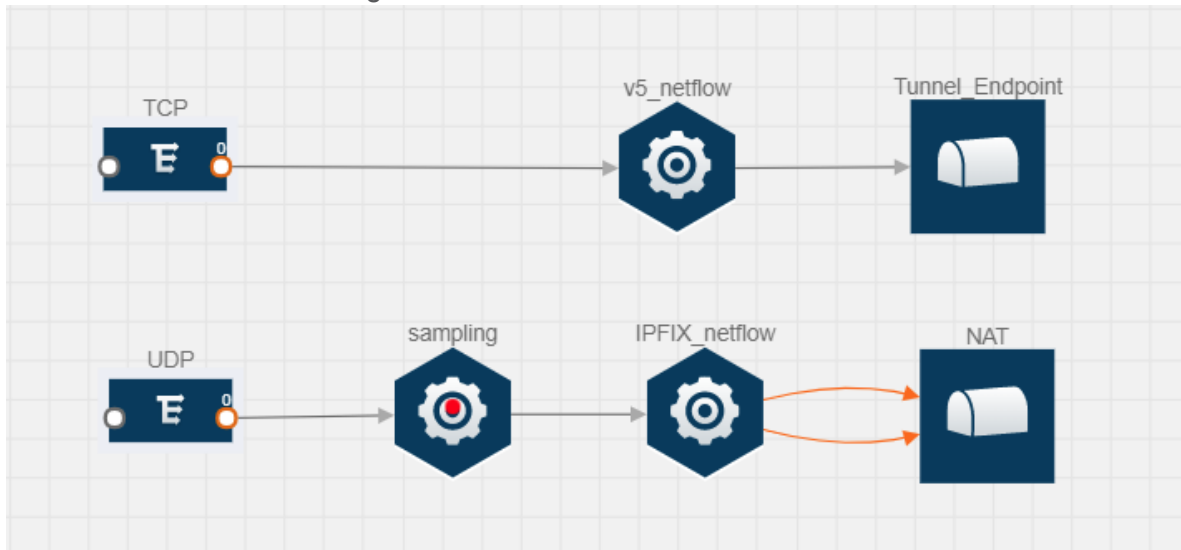 TCP
0
v5_netflow
Tunnel_Endpoint
UDP
0
sampling
IPFIX_netflow
NAT